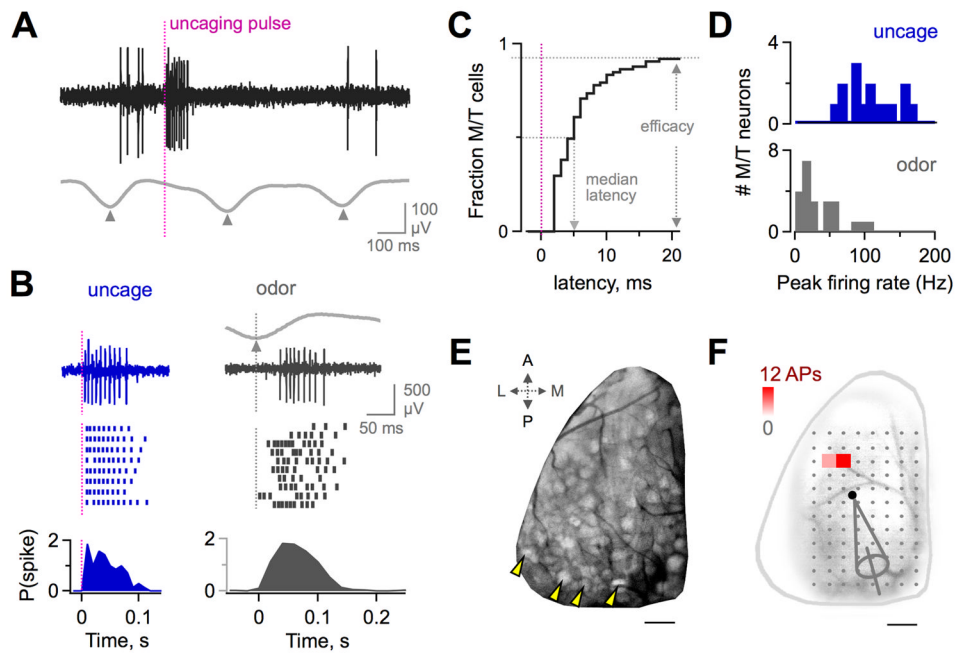 A
uncaging pulse
100
µV
100 ms
B
uncage
odor
500
µV
50 ms
P(spike)
2
0
2
0
0
0.1
0
0.1
0.2
Time, s
Time, s
C
Fraction M/T cells
1
0
efficacy
median
latency
0
10
20
latency, ms
D
# M/T neurons
uncage
4
2
0
odor
8
0
0
100
200
Peak firing rate (Hz)
E
A
L
M
P
F
12 APs
0